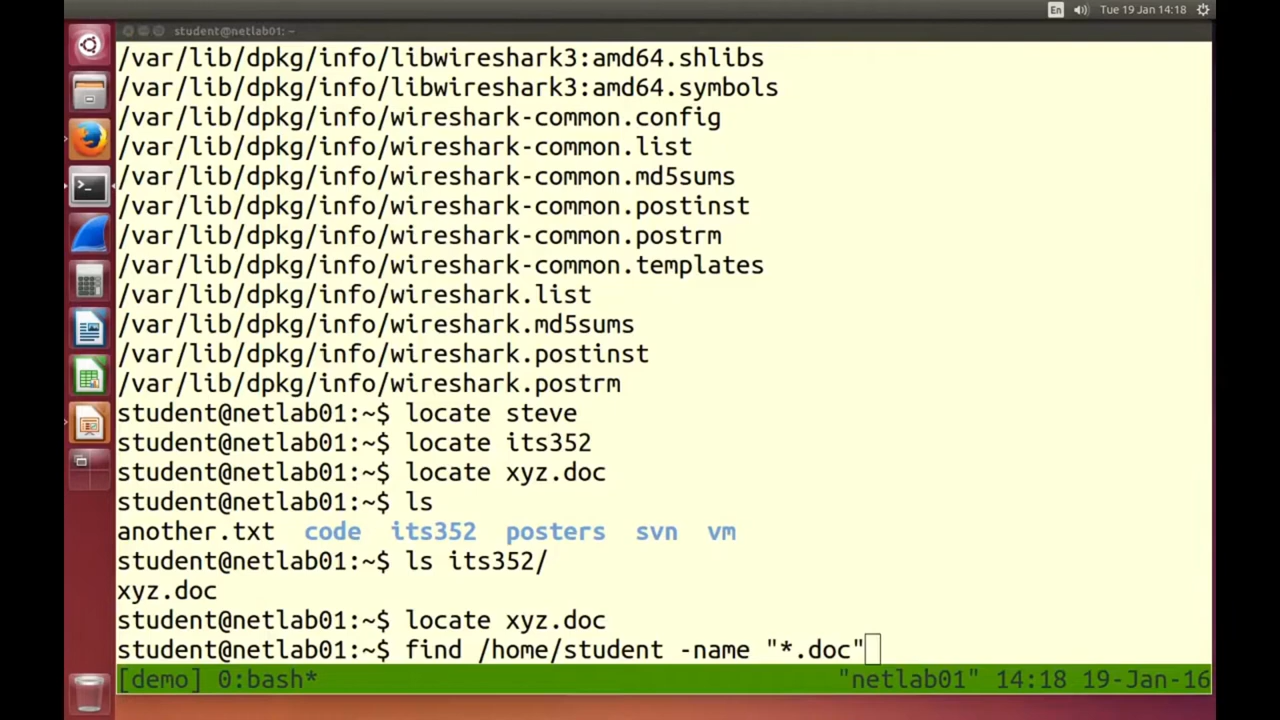 En Tue 19 Jan 14:18
student@netlab01: ~
/var/lib/dpkg/info/libwireshark3:amd64.shlibs
/var/lib/dpkg/info/libwireshark3:amd64.symbols
/var/lib/dpkg/info/wireshark-common.config
/var/lib/dpkg/info/wireshark-common.list
/var/lib/dpkg/info/wireshark-common.md5sums
/var/lib/dpkg/info/wireshark-common.postinst
/var/lib/dpkg/info/wireshark-common.postrm
/var/lib/dpkg/info/wireshark-common.templates
/var/lib/dpkg/info/wireshark.list
/var/lib/dpkg/info/wireshark.md5sums
/var/lib/dpkg/info/wireshark.postinst
/var/lib/dpkg/info/wireshark.postrm
student@netlab01:~$ locate steve
student@netlab01:~$ locate its352
student@netlab01:~$ locate xyz.doc
student@netlab01:~$ ls
another.txt code its352 posters svn vm
student@netlab01:~$ ls its352/
xyz.doc
student@netlab01:~$ locate xyz.doc
student@netlab01:~$ find /home/student -name "*.doc"
[demo] 0:bash* "netlab01" 14:18 19-Jan-16